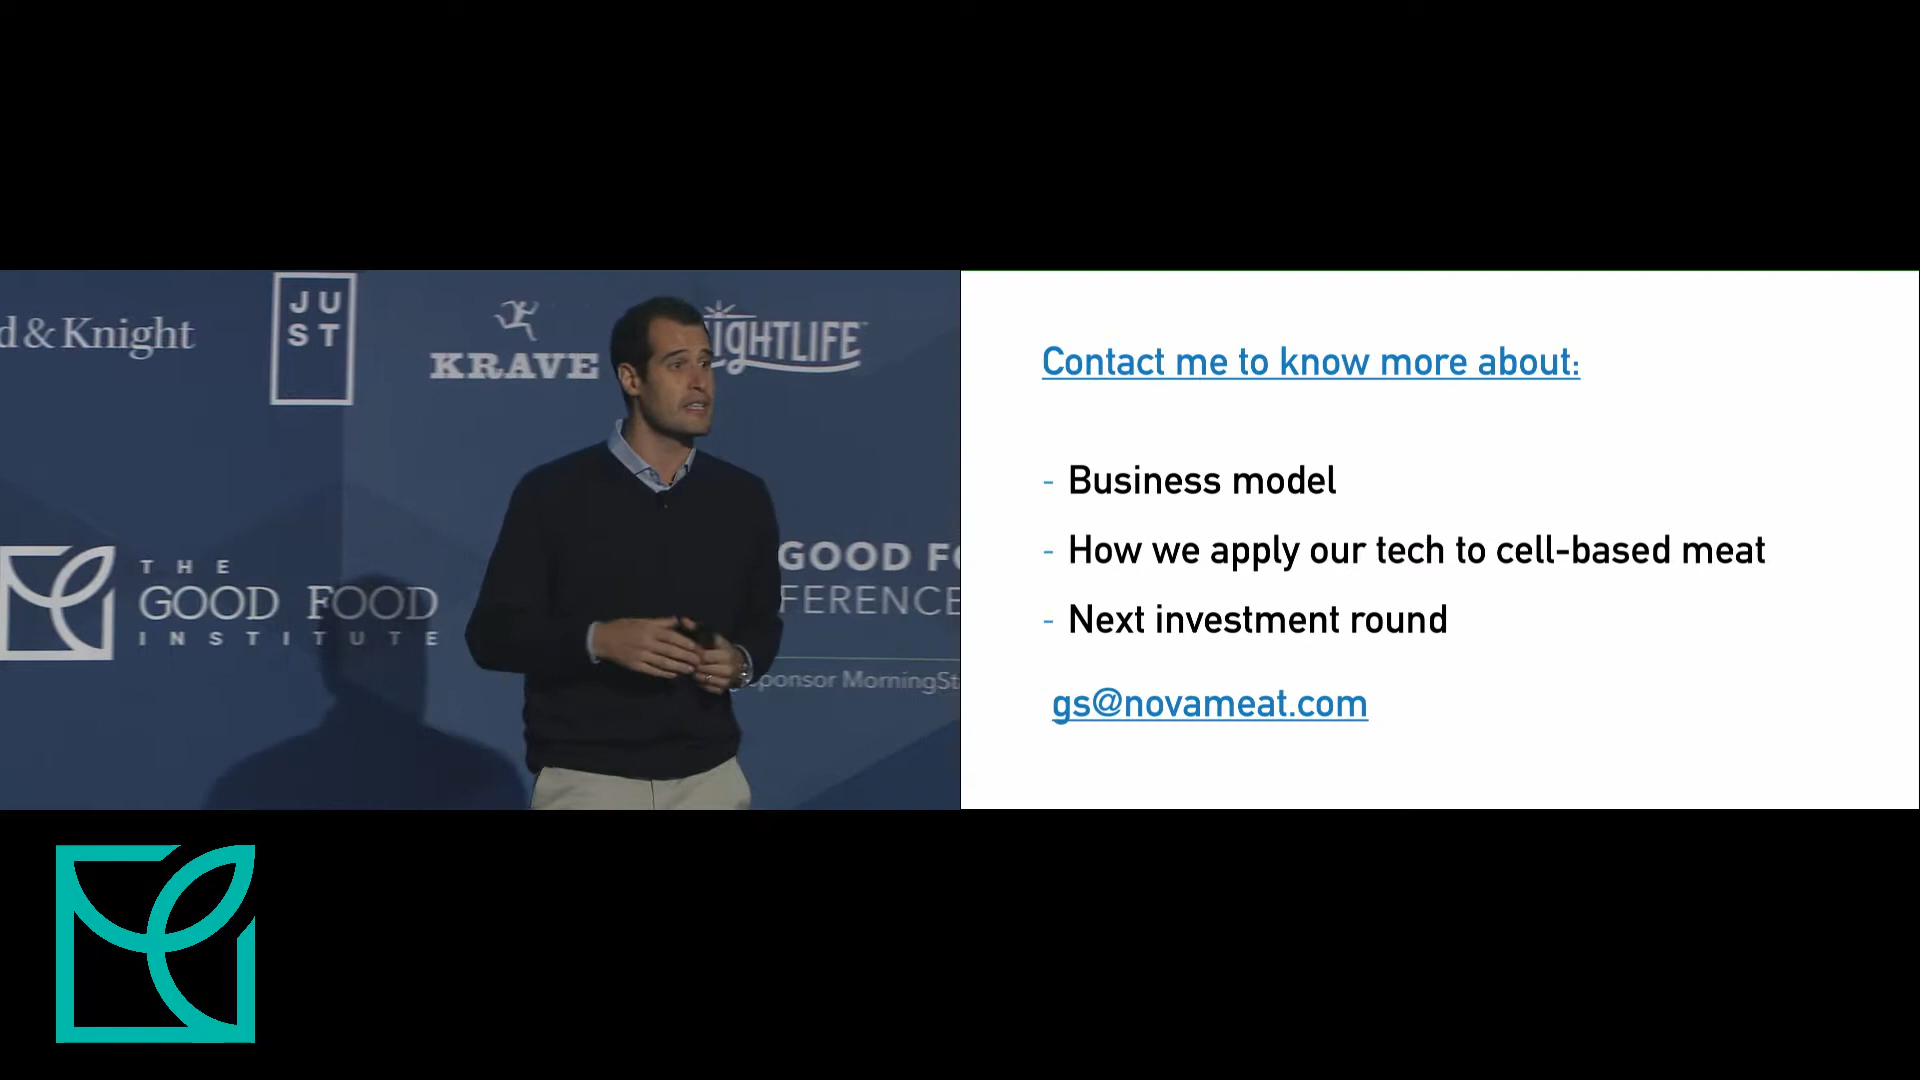 d & Knight
JU
ST
KRAVE
IGHTLIFE
THE
GOOD FOOD
INSTITUTE
GOOD FO
FERENCE
ponsor MorningSt
Contact me to know more about:
- Business model
- How we apply our tech to cell-based meat
- Next investment round
gs@novameat.com